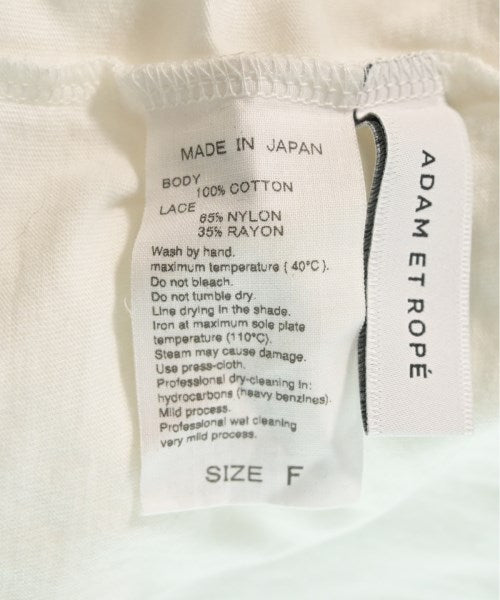 MADE IN JAPAN
BODY
100% COTTON
LACE
65% NYLON
35% RAYON
Wash by hand.
maximum temperature ( 40°C ).
Do not bleach.
Do not tumble dry.
Line drying in the shade.
Iron at maximum sole plate
temperature (110°C).
Steam may cause damage.
Use press-cloth.
Professional dry-cleaning in:
hydrocarbons (heavy benzines).
Mild process.
Professional wet cleaning
very mild process.
SIZE F
ADAM ET ROPÉ